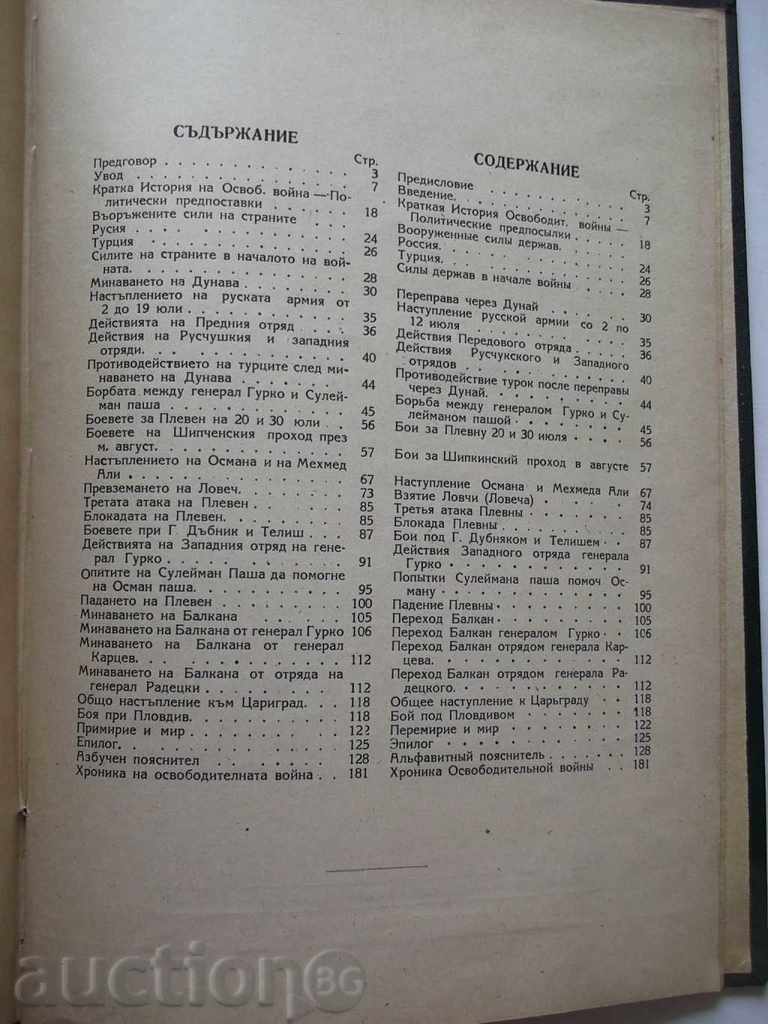 СЪДЪРЖАНИЕ
Стр.
Предговор . . . . . . . . . . . . . 3
Увод . . . . . . . . . . . . . . 7
Кратка История на Освоб. война — По-
литически предпоставки . . . . . . 18
Въоръжените сили на страните . . .
Русия . . . . . . . . . . . . . . 24
Турция . . . . . . . . . . . . . 26
Силите на страните в началото на вой-
ната. . . . . . . . . . . . . . 28
Минаването на Дунава . . . . . . . 30
Настъплението на руската армия от
2 до 19 юли . . . . . . . . . . 35
Действията на Предния отряд . . . 36
Действия на Русчушкия и западния
отряди. . . . . . . . . . . . . 40
Противодействието на турците след ми-
наването на Дунава . . . . . . . 44
Борбата между генерал Гурко и Сулей-
ман паша . . . . . . . . . . . . 45
Боевете за Плевен на 20 и 30 юли . . 56
Боевете на Шипченския проход през
м. август. . . . . . . . . . . . 57
Настъплението на Османа и на Мехмед
Али . . . . . . . . . . . . . . 67
Превземането на Ловеч. . . . . . . 73
Третата атака на Плевен . . . . . . 85
Блокадата на Плевен. . . . . . . . 85
Боевете при Г. Дъбник и Телиш . . . 87
Действията на Западния отряд на гене-
рал Гурко . . . . . . . . . . . 91
Опитите на Сулейман Паша да помогне
на Осман паша. . . . . . . . . . 95
Падането на Плевен . . . . . . . . 100
Минаването на Балкана . . . . . . 105
Минаването на Балкана от генерал Гурко 106
Минаването на Балкана от генерал
Карцев. . . . . . . . . . . . . 112
Минаването на Балкана от отряда на
генерал Радецки . . . . . . . . 112
Общо настъпление към Цариград. . . 118
Боя при Пловдив. . . . . . . . . . 118
Примирие и мир . . . . . . . . . . 122
Епилог. . . . . . . . . . . . . . 125
Азбучен пояснител . . . . . . . . 128
Хроника на освободителната война . . 181
СОДЕРЖАНИЕ
Стр.
Предисловие . . . . . . . . . . . 3
Введение. . . . . . . . . . . . . 7
Краткая История Освободит. войны —
Политические предпосылки . . . . . 18
Вооруженные силы держав. . . . . .
Россия. . . . . . . . . . . . . . 24
Турция. . . . . . . . . . . . . . 26
Силы держав в начале войны . . . . 28
Переправа через Дунай . . . . . . . 30
Наступление русской армии со 2 по
12 июля . . . . . . . . . . . . 35
Действия Передового отряда . . . . . 36
Действия Русчукского и Западного
отрядов . . . . . . . . . . . . 40
Противодействие турок после переправы
через Дунай. . . . . . . . . . . 44
Борьба между генералом Гурко и Су-
лейманом пашой . . . . . . . . . 45
Бои за Плевну 20 и 30 июля . . . . 56
Бои за Шипкинский проход в августе 57
Наступление Османа и Мехмеда Али 67
Взятие Ловчи (Ловеча) . . . . . . . 74
Третья атака Плевны . . . . . . . . 85
Блокада Плевны . . . . . . . . . . 85
Бои под Г. Дубняком и Телишем . . 87
Действия Западного отряда генерала
Гурко . . . . . . . . . . . . . 91
Попытки Сулеймана паша помоч Ос-
ману . . . . . . . . . . . . . . 95
Падение Плевны . . . . . . . . . . 100
Переход Балкан . . . . . . . . . . 105
Переход Балкан генералом Гурко . . 106
Переход Балкан отрядом генерала Кар-
цева. . . . . . . . . . . . . . 112
Переход Балкан отрядом генерала Ра-
децкого. . . . . . . . . . . . . 112
Общее наступление к Царьграду . . 118
Бой под Пловдивом . . . . . . . . 118
Перемирие и мир . . . . . . . . . 122
Эпилог . . . . . . . . . . . . . 125
Альфавитный пояснитель . . . . . . 128
Хроника Освободительной войны . . 181
auctionBG